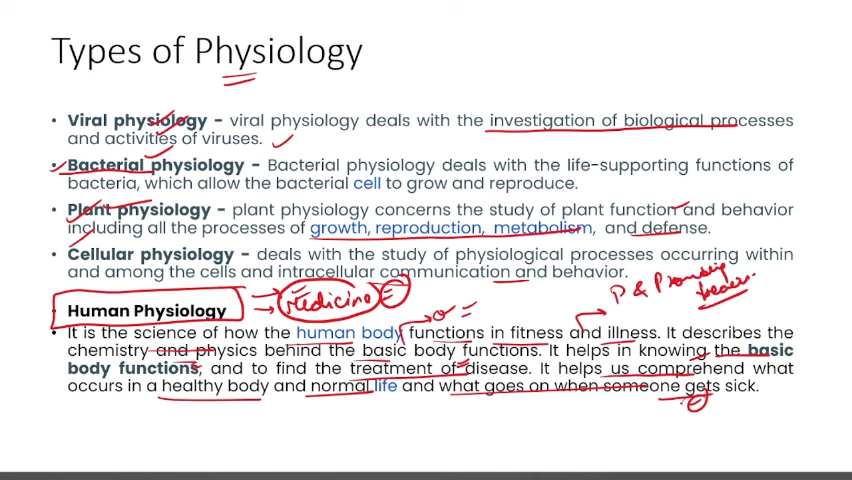 Types of Physiology
• Viral physiology - viral physiology deals with the investigation of biological processes
and activities of viruses.
• Bacterial physiology - Bacterial physiology deals with the life-supporting functions of
bacteria, which allow the bacterial cell to grow and reproduce.
• Plant physiology - plant physiology concerns the study of plant function and behavior
including all the processes of growth, reproduction, metabolism, and defense.
• Cellular physiology - deals with the study of physiological processes occurring within
and among the cells and intracellular communication and behavior.
Medicine
Human Physiology
• It is the science of how the human body functions in fitness and illness. It describes the
chemistry and physics behind the basic body functions. It helps in knowing the basic
body functions, and to find the treatment of disease. It helps us comprehend what
occurs in a healthy body and normal life and what goes on when someone gets sick.